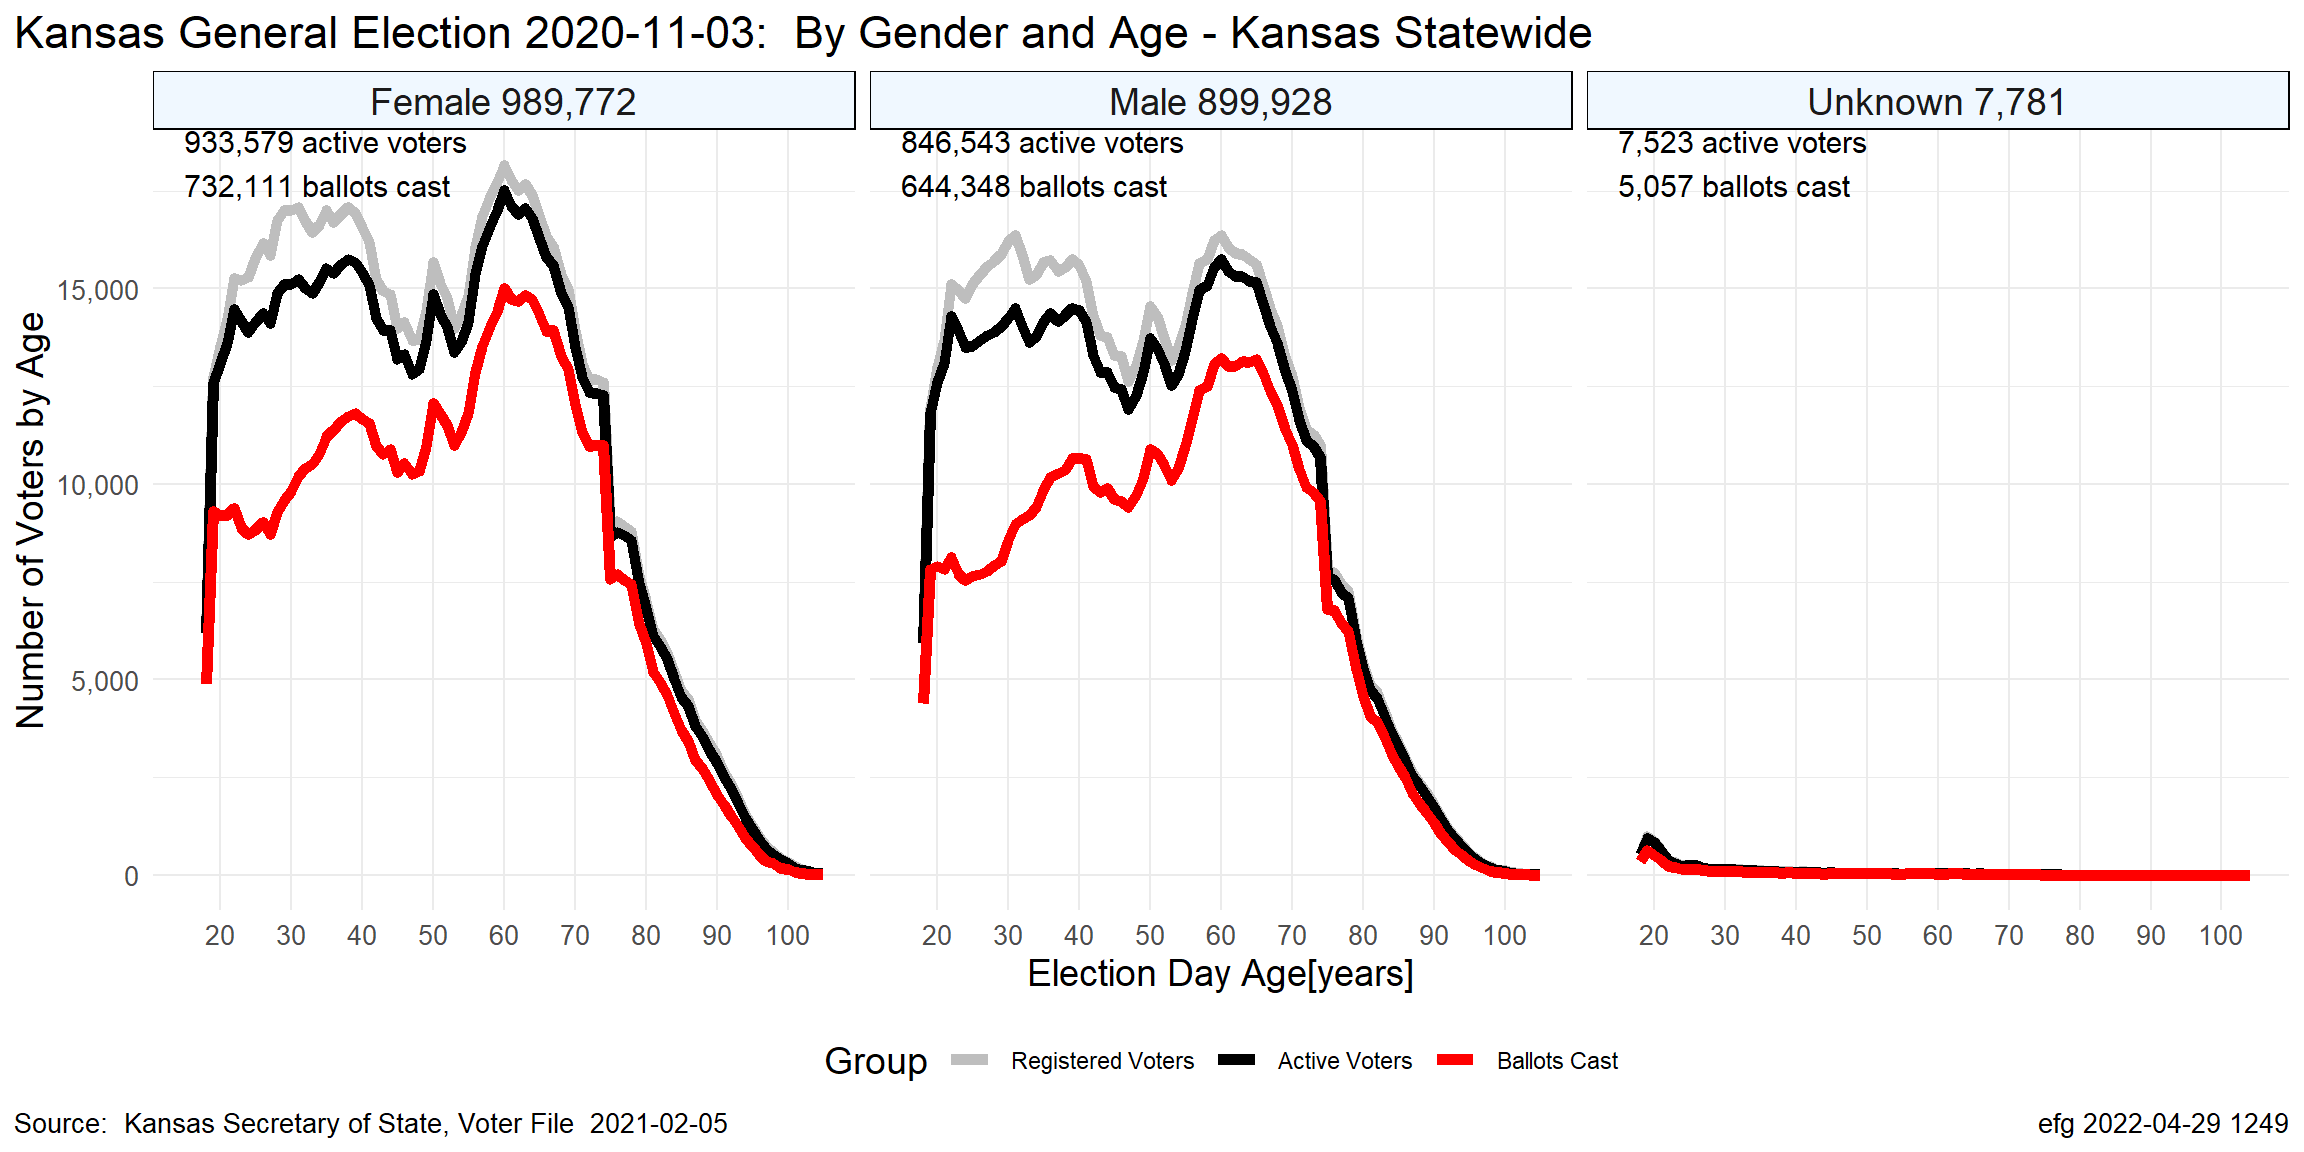 Kansas General Election 2020-11-03:  By Gender and Age - Kansas Statewide
Female 989,772
Male 899,928
Unknown 7,781
933,579 active voters
732,111 ballots cast
846,543 active voters
644,348 ballots cast
7,523 active voters
5,057 ballots cast
Number of Voters by Age
15,000
10,000
5,000
0
20 30 40 50 60 70 80 90 100
20 30 40 50 60 70 80 90 100
20 30 40 50 60 70 80 90 100
Election Day Age[years]
Group Registered Voters Active Voters Ballots Cast
Source:  Kansas Secretary of State, Voter File  2021-02-05
efg 2022-04-29 1249